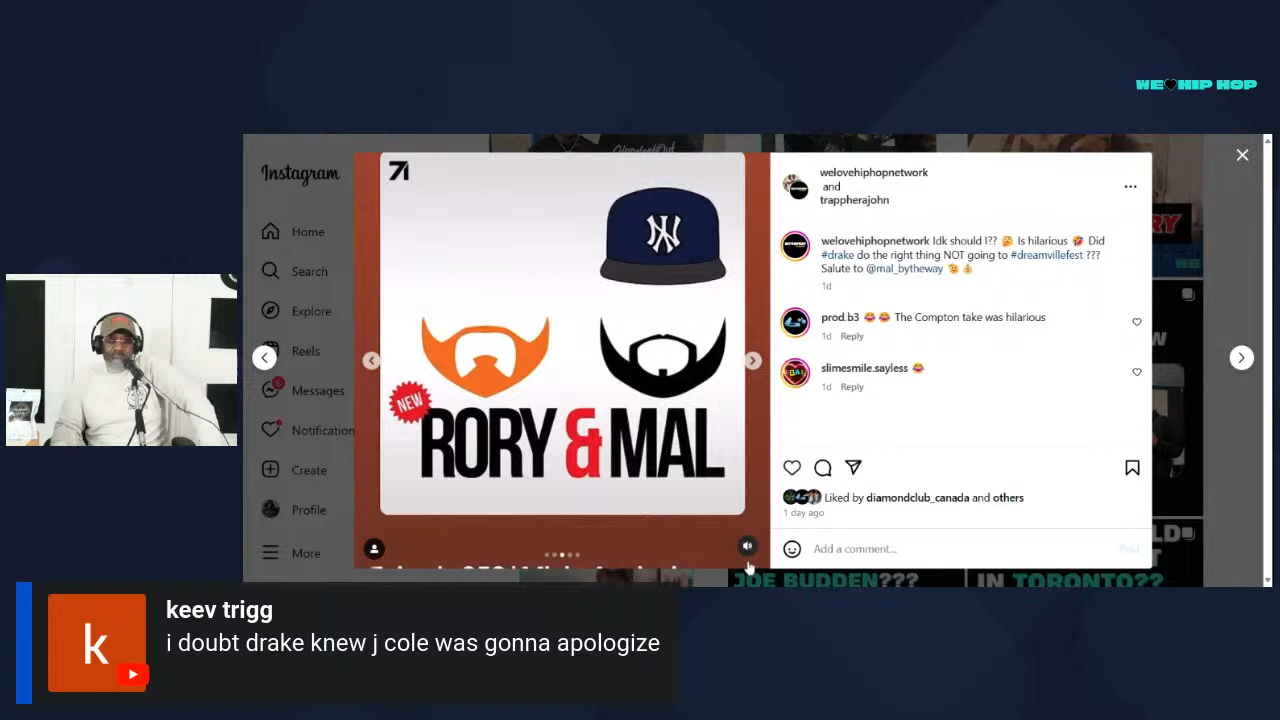 WE HIP HOP
Instagram
Home
Search
Explore
Reels
Messages
Notification
Create
Profile
More
NY
NEW
RORY & MAL
welovehiphopnetwork
and
trappherajohn
welovehiphopnetwork Idk should I?? 🤔 Is hilarious 🤣 Did
#drake do the right thing NOT going to #dreamvillefest ???
Salute to @mal_bytheway 🫡 👍
1d
prod.b3 😂 😂 The Compton take was hilarious
1d Reply
slimesmile.sayless 😂
1d Reply
Liked by diamondclub_canada and others
1 day ago
Add a comment...
Post
JOE BUDDEN???
IN TORONTO??
k
keev trigg
i doubt drake knew j cole was gonna apologize